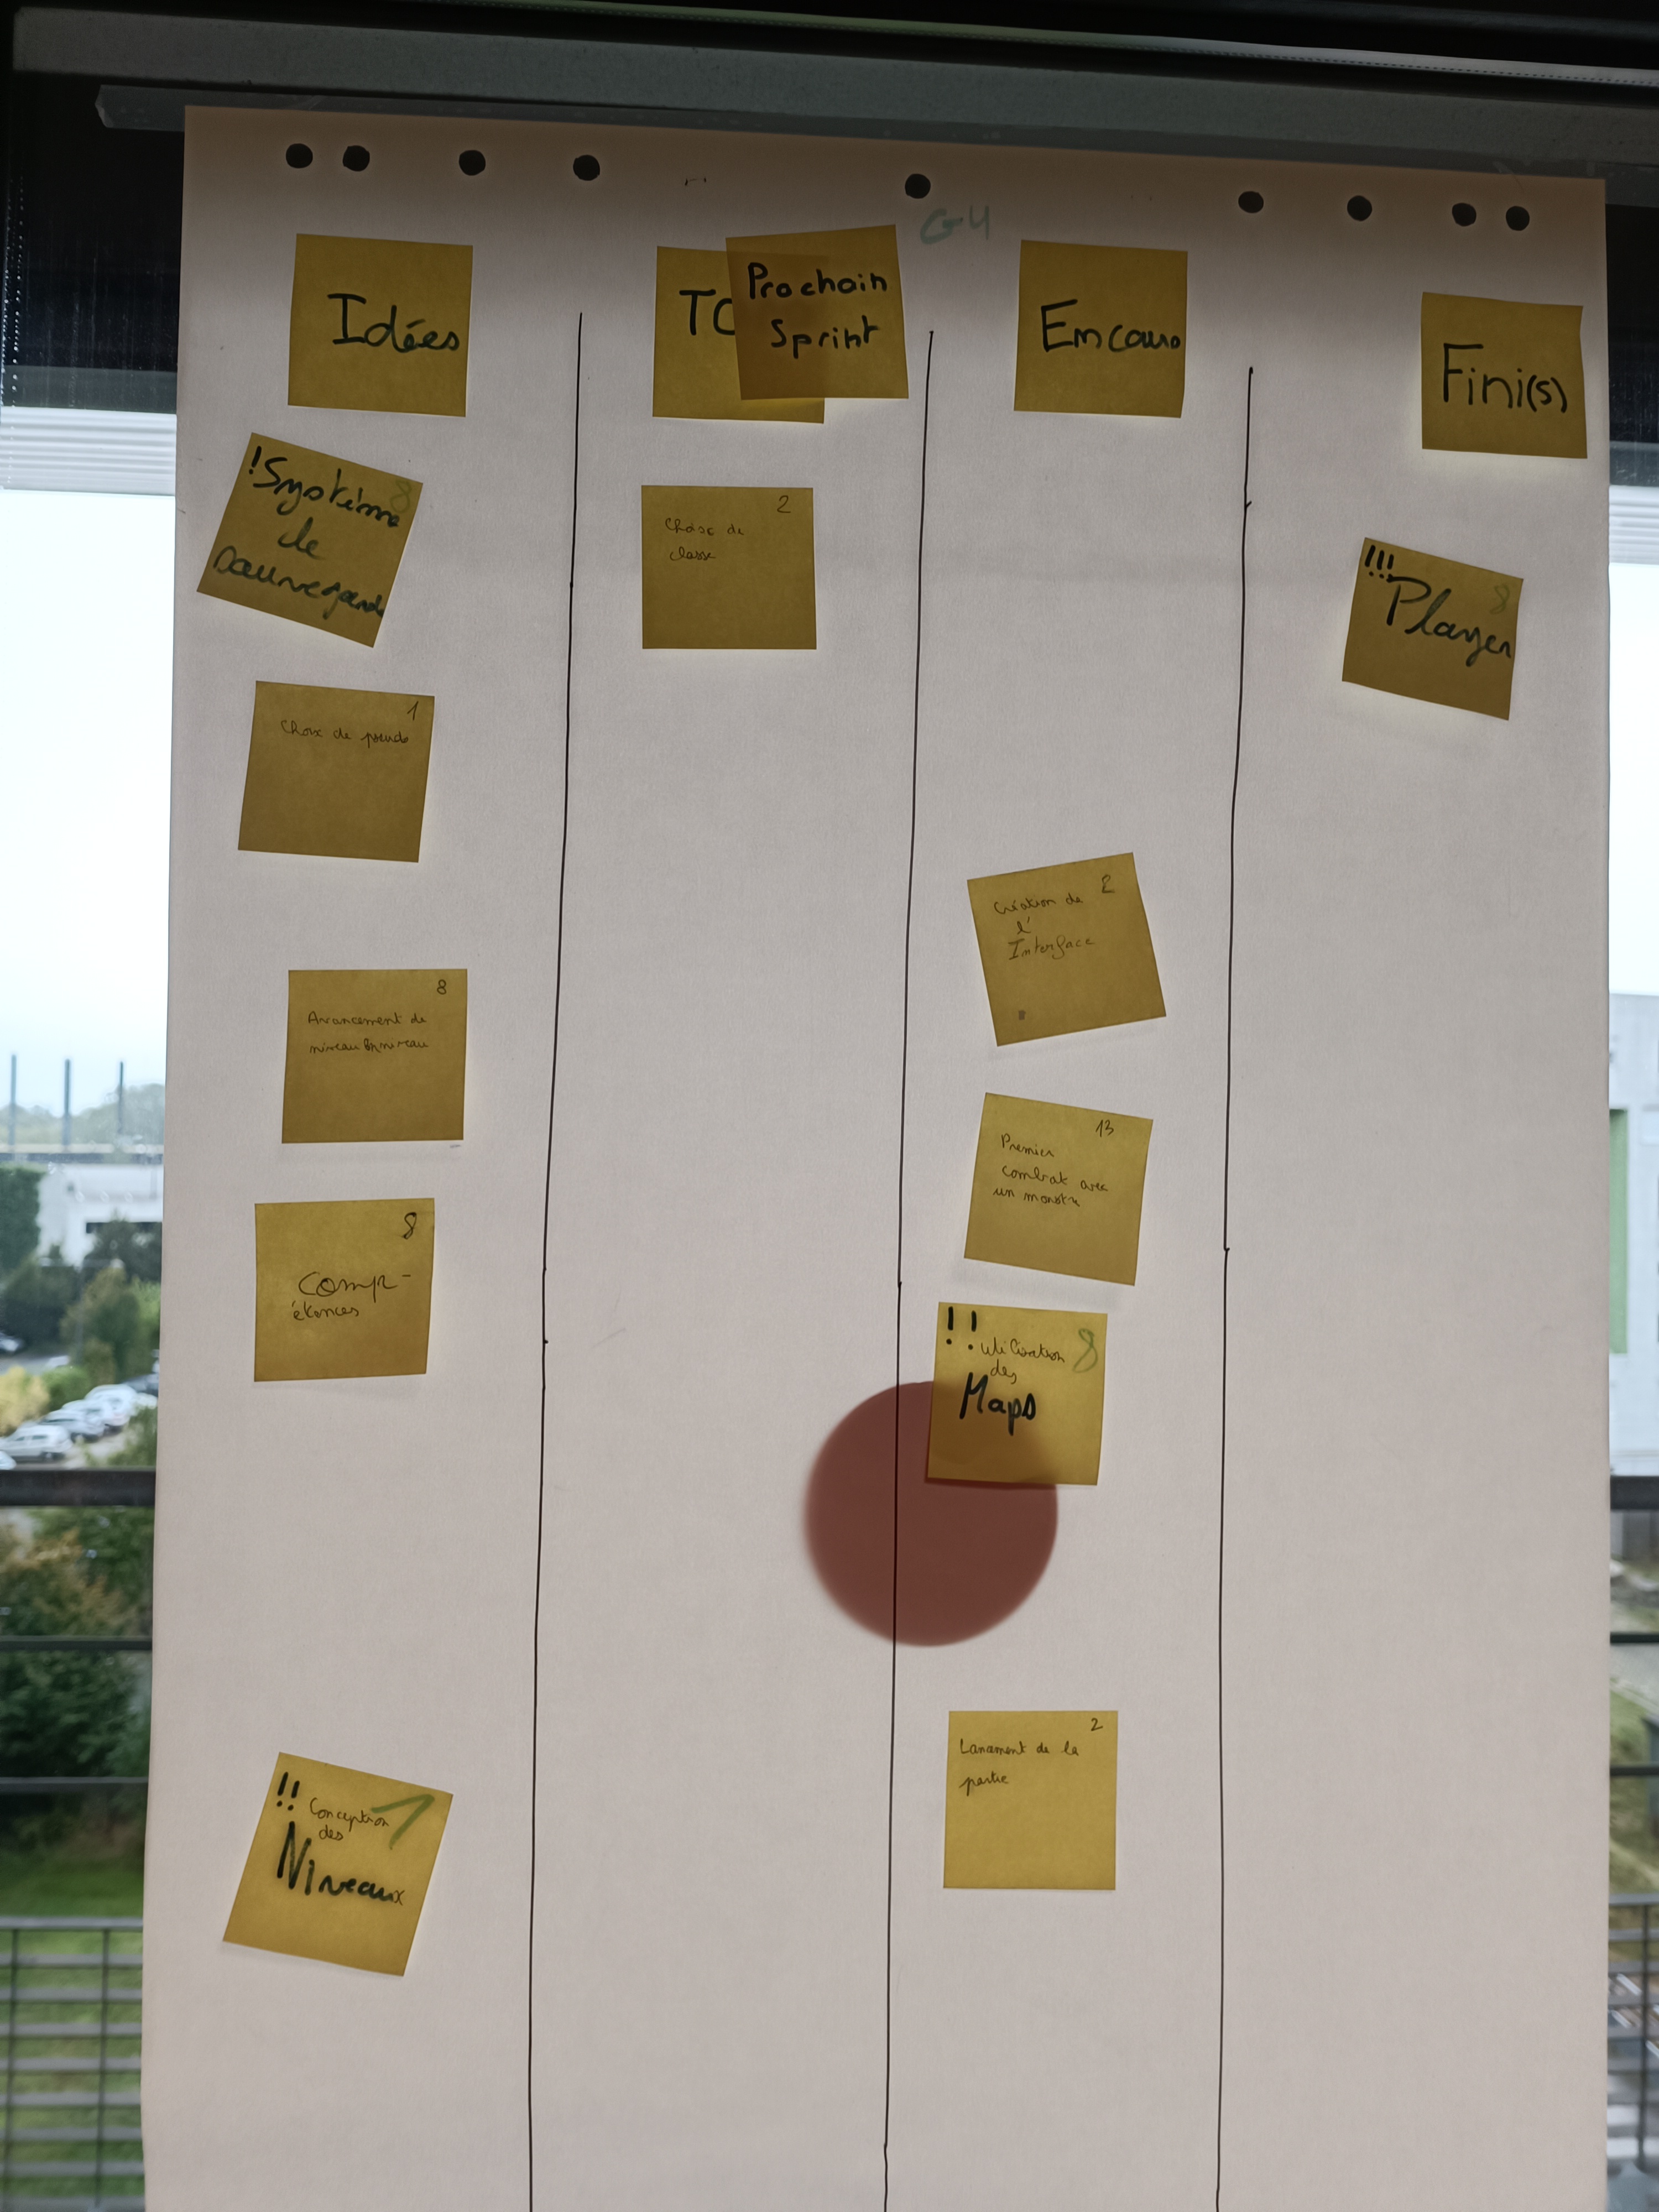 G4
Idées
TO
Prochain
Sprint
En cours
Fini(s)
! Système 8
de
sauvegarde
1
Choix de pseudo
8
Avancement de
niveau en niveau
8
Comp-
étences
!! Conception 1
des
Niveaux
2
Choix de
classe
2
Création de
l'
Interface
13
Premier
combat avec
un monstre
!! Utilisation 8
des
Maps
2
Lancement de la
partie
!!! 8
Player